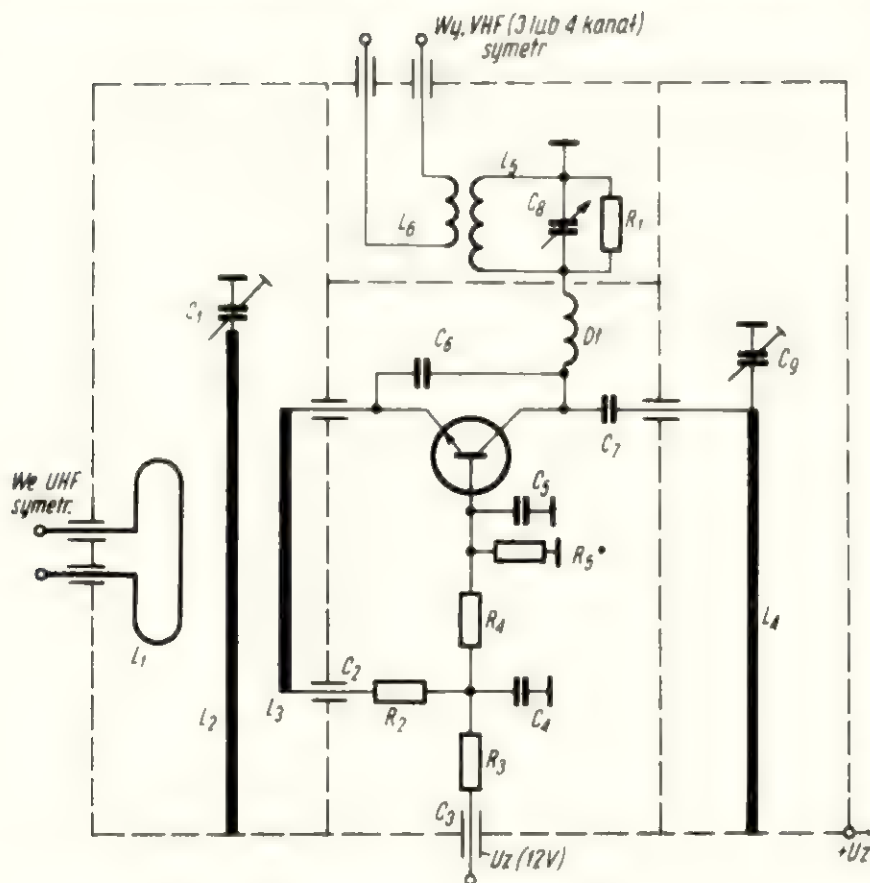 Wy. VHF (3 lub 4 kanał)
symetr
L5
C8
R1
L6
C1
Dł
C6
C9
C7
We UHF
symetr.
C5
R5*
L1
R4
L4
C2
L3
L2
R2
C4
R3
C3
Uz (12V)
+Uz